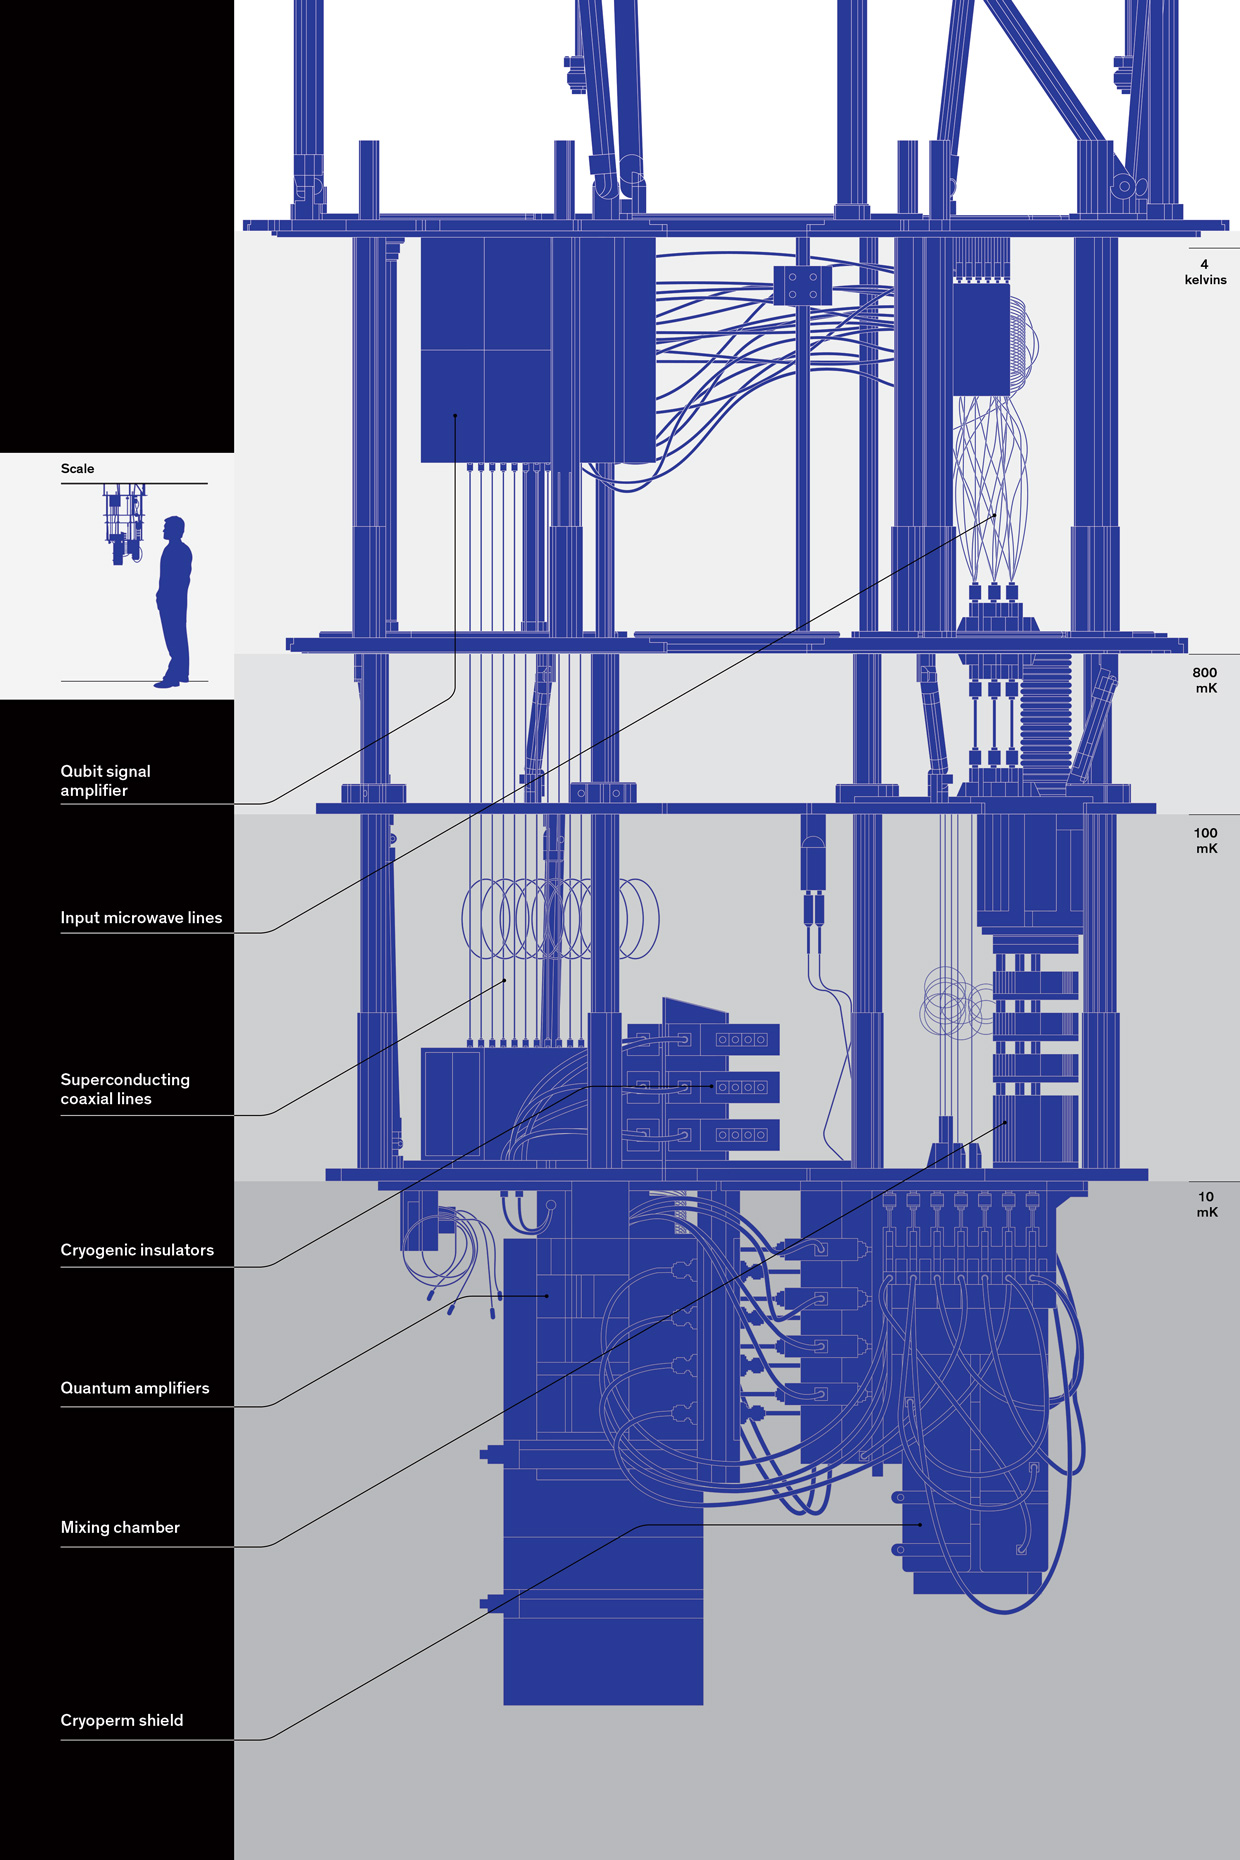 4
kelvins
Scale
800
mK
Qubit signal
amplifier
100
mK
Input microwave lines
Superconducting
coaxial lines
10
mK
Cryogenic insulators
Quantum amplifiers
Mixing chamber
Cryoperm shield